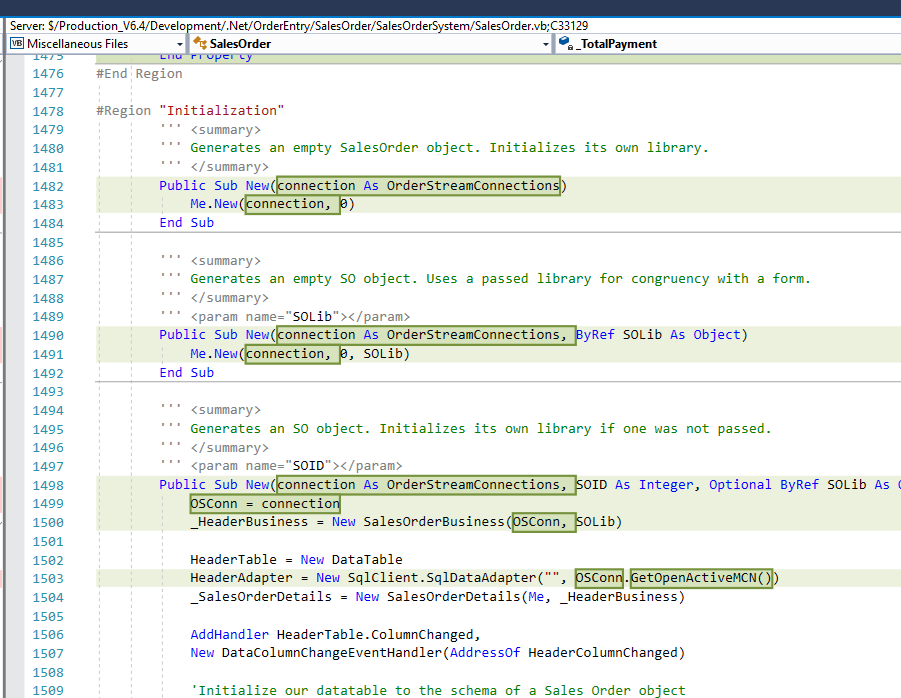 Server: $/Production_V6.4/Development/.Net/OrderEntry/SalesOrder/SalesOrderSystem/SalesOrder.vb;C33129
VB Miscellaneous Files SalesOrder _TotalPayment
1475 End Property
1476 #End Region
1477
1478 #Region "Initialization"
1479 ''' <summary>
1480 ''' Generates an empty SalesOrder object. Initializes its own library.
1481 ''' </summary>
1482 Public Sub New(connection As OrderStreamConnections)
1483 Me.New(connection, 0)
1484 End Sub
1485
1486 ''' <summary>
1487 ''' Generates an empty SO object. Uses a passed library for congruency with a form.
1488 ''' </summary>
1489 ''' <param name="SOLib"></param>
1490 Public Sub New(connection As OrderStreamConnections, ByRef SOLib As Object)
1491 Me.New(connection, 0, SOLib)
1492 End Sub
1493
1494 ''' <summary>
1495 ''' Generates an SO object. Initializes its own library if one was not passed.
1496 ''' </summary>
1497 ''' <param name="SOID"></param>
1498 Public Sub New(connection As OrderStreamConnections, SOID As Integer, Optional ByRef SOLib As
1499 OSConn = connection
1500 _HeaderBusiness = New SalesOrderBusiness(OSConn, SOLib)
1501
1502 HeaderTable = New DataTable
1503 HeaderAdapter = New SqlClient.SqlDataAdapter("", OSConn.GetOpenActiveMCN())
1504 _SalesOrderDetails = New SalesOrderDetails(Me, _HeaderBusiness)
1505
1506 AddHandler HeaderTable.ColumnChanged,
1507 New DataColumnChangeEventHandler(AddressOf HeaderColumnChanged)
1508
1509 'Initialize our datatable to the schema of a Sales Order object